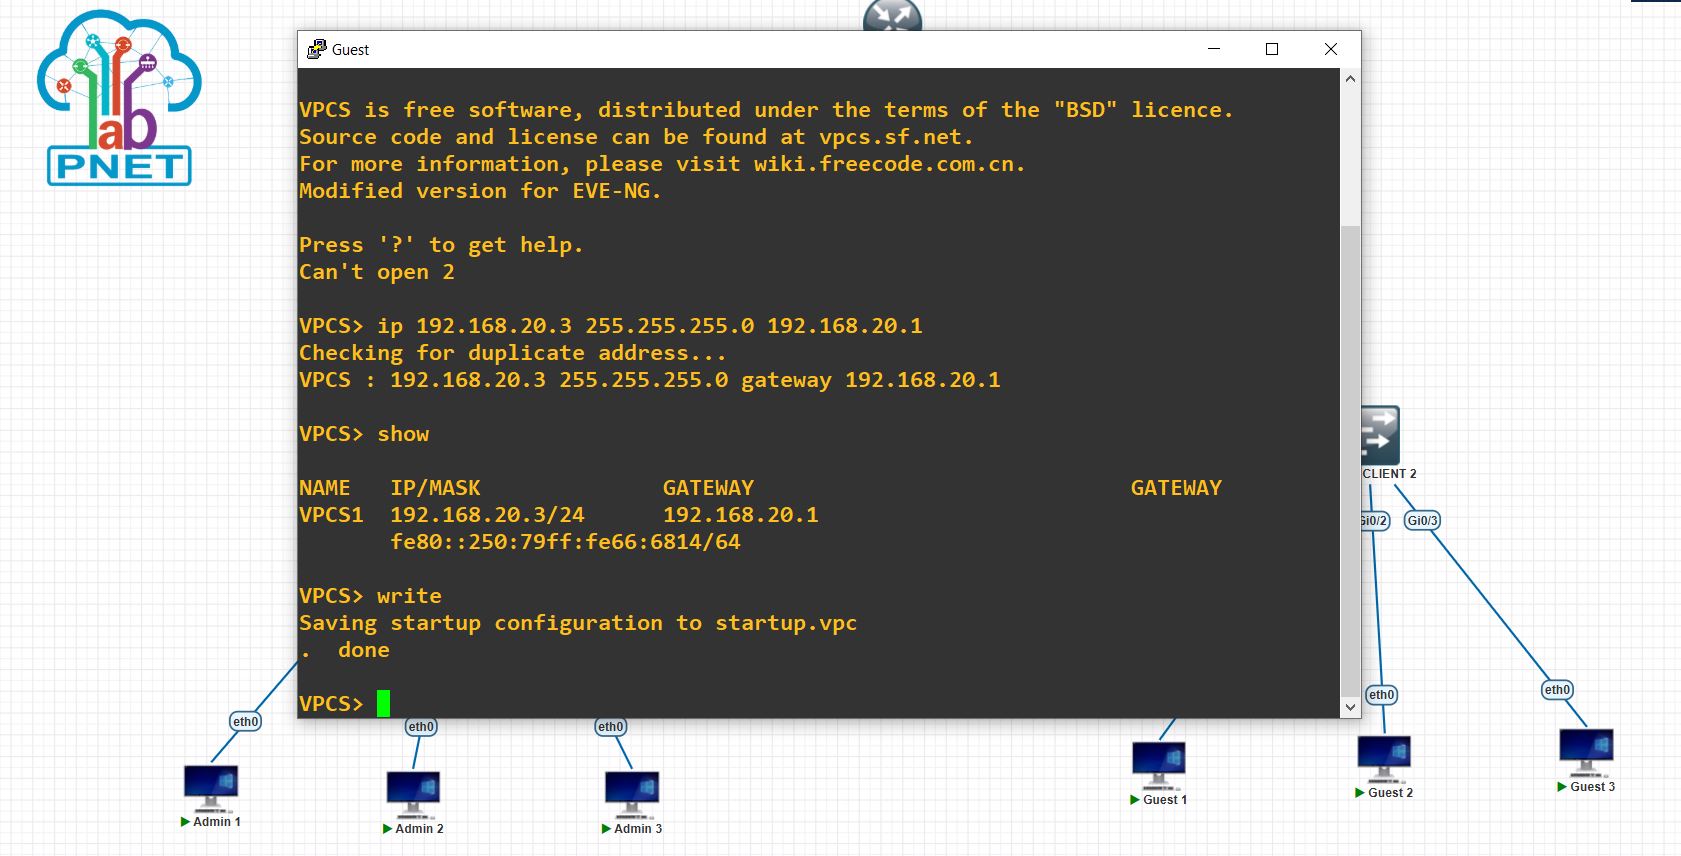 lab
PNET
Guest
VPCS is free software, distributed under the terms of the "BSD" licence.
Source code and license can be found at vpcs.sf.net.
For more information, please visit wiki.freecode.com.cn.
Modified version for EVE-NG.
Press '?' to get help.
Can't open 2
VPCS> ip 192.168.20.3 255.255.255.0 192.168.20.1
Checking for duplicate address...
VPCS : 192.168.20.3 255.255.255.0 gateway 192.168.20.1
VPCS> show
NAME IP/MASK GATEWAY GATEWAY
VPCS1 192.168.20.3/24 192.168.20.1
fe80::250:79ff:fe66:6814/64
VPCS> write
Saving startup configuration to startup.vpc
. done
VPCS>
CLIENT 2
Gi0/2 Gi0/3
eth0 eth0 eth0 eth0 eth0
Admin 1
Admin 2
Admin 3
Guest 1
Guest 2
Guest 3